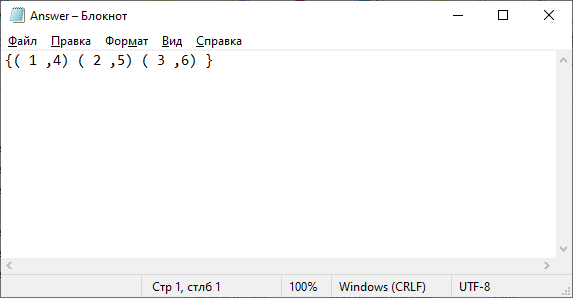 Answer – Блокнот
Файл Правка Формат Вид Справка
{( 1 ,4) ( 2 ,5) ( 3 ,6) }
Стр 1, стлб 1 100% Windows (CRLF) UTF-8